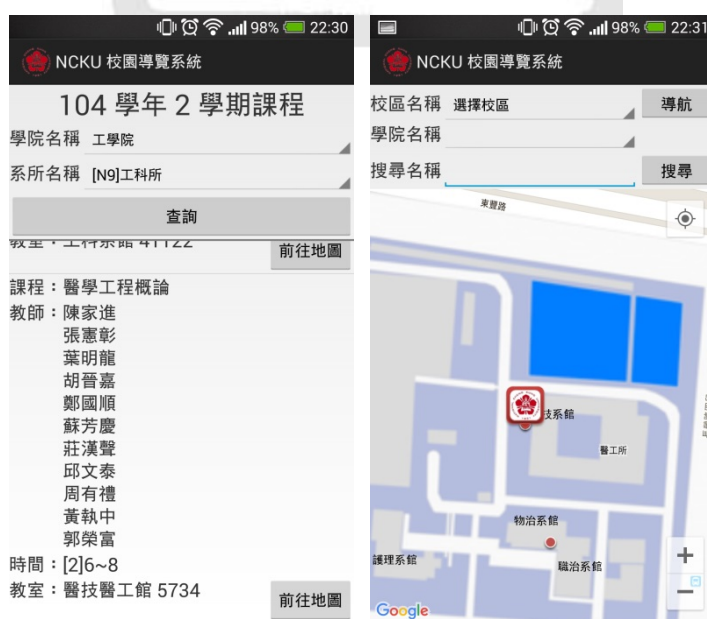 98% 22:30
NCKU 校園導覽系統
104 學年 2 學期課程
學院名稱 工學院
系所名稱 [N9]工科所
查詢
教室：工科系館 41122
前往地圖
課程：醫學工程概論
教師：陳家進
張憲彰
葉明龍
胡晉嘉
鄭國順
蘇芳慶
莊漢聲
邱文泰
周有禮
黃執中
郭榮富
時間：[2]6~8
教室：醫技醫工館 5734
前往地圖
98% 22:31
NCKU 校園導覽系統
校區名稱 選擇校區 導航
學院名稱
搜尋名稱 搜尋
東豐路
技系館
醫工所
物治系館
護理系館
職治系館
+
−
Google